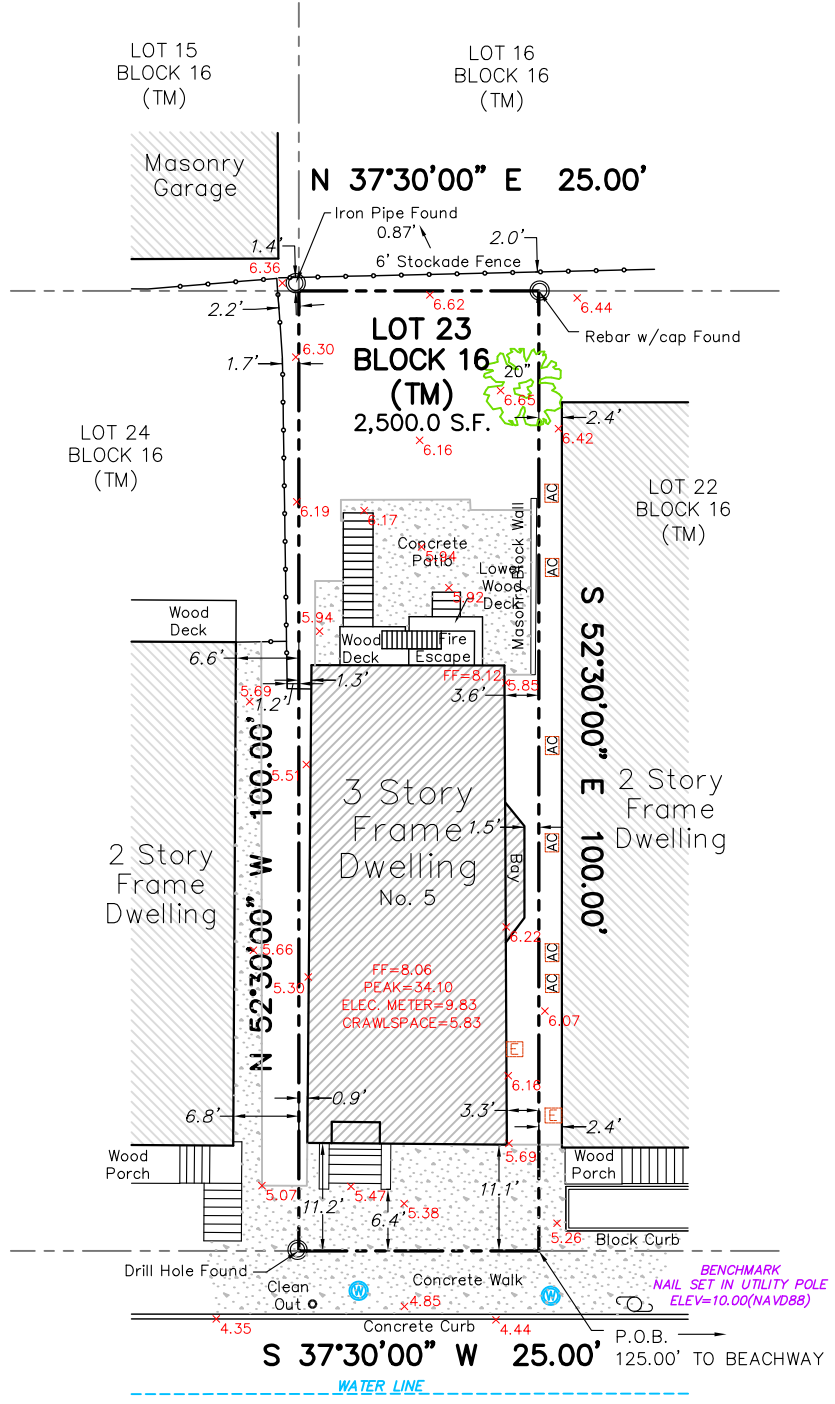 LOT 15
BLOCK 16
(TM)
LOT 16
BLOCK 16
(TM)
Masonry
Garage
N 37°30'00" E 25.00'
Iron Pipe Found
0.87'
1.4'
2.0'
6' Stockade Fence
6.36
6.62
6.44
2.2'
LOT 23
BLOCK 16
(TM)
2,500.0 S.F.
Rebar w/cap Found
6.30
1.7'
20"
6.65
2.4'
6.42
6.16
LOT 24
BLOCK 16
(TM)
LOT 22
BLOCK 16
(TM)
AC
6.19
6.17
Concrete
Patio
5.94
Masonry Block Wall
AC
Lower
Wood
Deck
5.92
Wood
Deck
5.94
Wood
Deck
Fire
Escape
S 52°30'00" E 100.00'
6.6'
1.3'
FF=8.12
5.85
3.6'
5.69
1.2'
N 52°30'00" W 100.00'
5.51
AC
3 Story
Frame
Dwelling
No. 5
2 Story
Frame
Dwelling
1.5'
Bay
AC
2 Story
Frame
Dwelling
6.22
5.66
AC
FF=8.06
PEAK=34.10
ELEC. METER=9.83
CRAWLSPACE=5.83
5.30
AC
6.07
E
6.16
0.9'
3.3'
E
6.8'
2.4'
Wood
Porch
5.69
Wood
Porch
5.07
5.47
11.2'
6.4'
5.38
11.1'
5.26
Block Curb
Drill Hole Found
Clean
Out
W
Concrete Walk
W
BENCHMARK
NAIL SET IN UTILITY POLE
ELEV=10.00(NAVD88)
4.85
4.35
Concrete Curb
4.44
P.O.B.
125.00' TO BEACHWAY
S 37°30'00" W 25.00'
WATER LINE